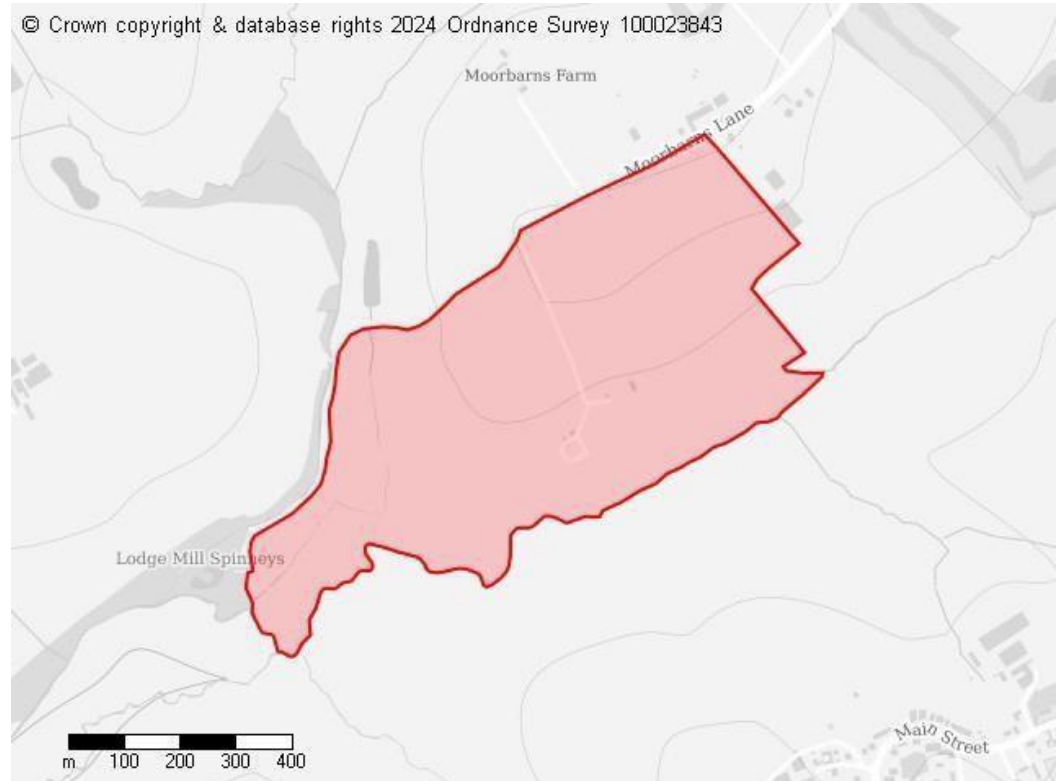 © Crown copyright & database rights 2024 Ordnance Survey 100023843
Moorbarns Farm
Moorbarns Lane
Lodge Mill Spinneys
Main Street
m 100 200 300 400